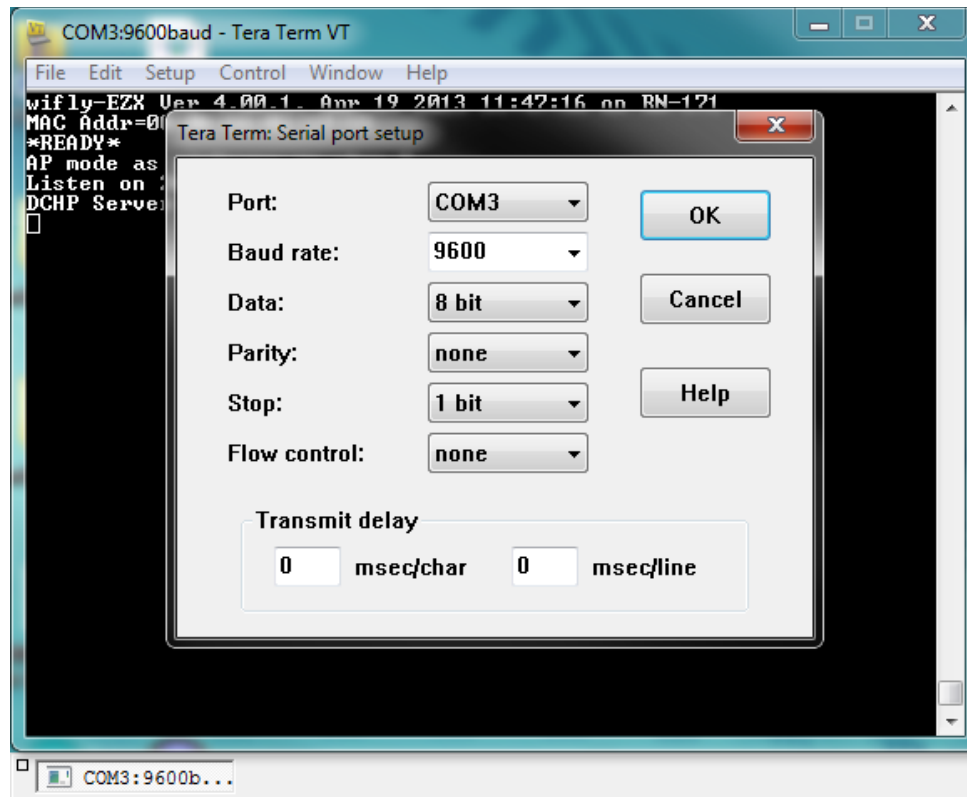 COM3:9600baud - Tera Term VT
File Edit Setup Control Window Help
wifly-EZX Ver 4.00.1, Apr 19 2013 11:47:16 on RN-171
MAC Addr=00
*READY*
AP mode as
Listen on
DCHP Server
Tera Term: Serial port setup
Port: COM3
OK
Baud rate: 9600
Data: 8 bit
Cancel
Parity: none
Stop: 1 bit
Help
Flow control: none
Transmit delay
0 msec/char 0 msec/line
COM3:9600b...